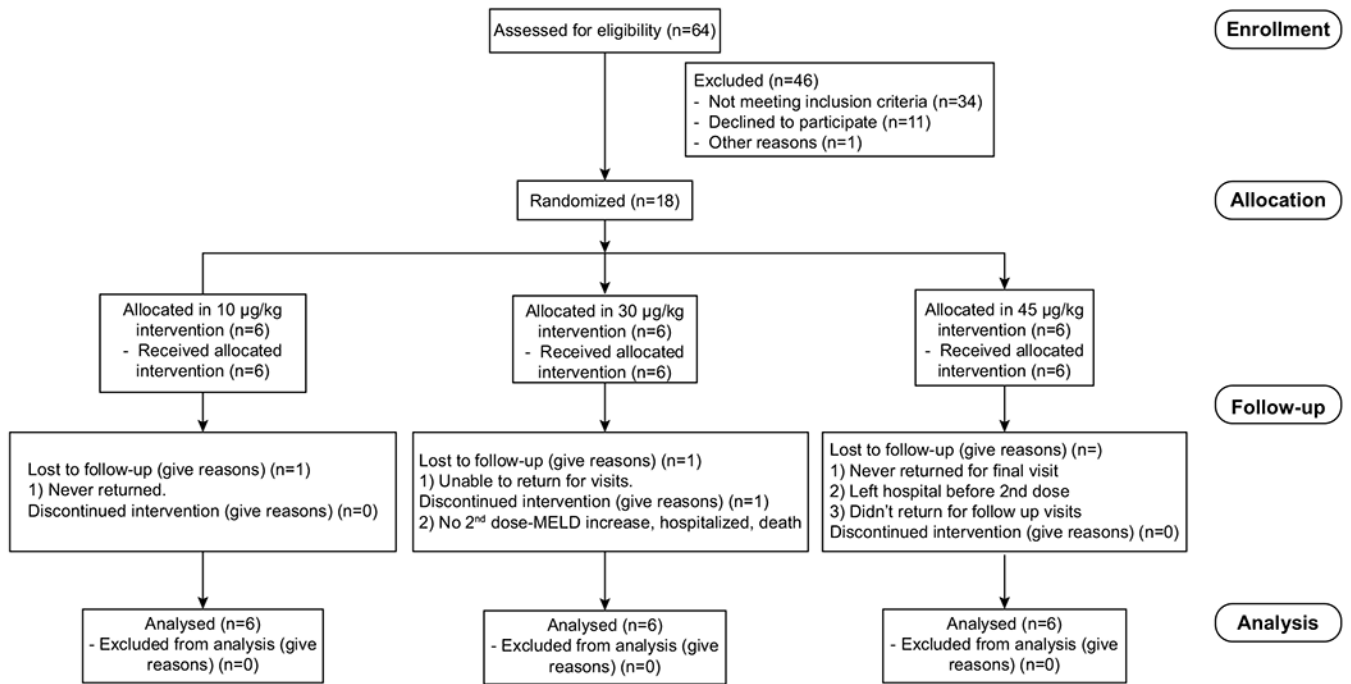 Assessed for eligibility (n=64)
Enrollment
Excluded (n=46)
- Not meeting inclusion criteria (n=34)
- Declined to participate (n=11)
- Other reasons (n=1)
Randomized (n=18)
Allocation
Allocated in 10 µg/kg
intervention (n=6)
- Received allocated
intervention (n=6)
Allocated in 30 µg/kg
intervention (n=6)
- Received allocated
intervention (n=6)
Allocated in 45 µg/kg
intervention (n=6)
- Received allocated
intervention (n=6)
Follow-up
Lost to follow-up (give reasons) (n=1)
1) Never returned.
Discontinued intervention (give reasons) (n=0)
Lost to follow-up (give reasons) (n=1)
1) Unable to return for visits.
Discontinued intervention (give reasons) (n=1)
2) No 2nd dose-MELD increase, hospitalized, death
Lost to follow-up (give reasons) (n=)
1) Never returned for final visit
2) Left hospital before 2nd dose
3) Didn't return for follow up visits
Discontinued intervention (give reasons) (n=0)
Analysed (n=6)
- Excluded from analysis (give
reasons) (n=0)
Analysed (n=6)
- Excluded from analysis (give
reasons) (n=0)
Analysed (n=6)
- Excluded from analysis (give
reasons) (n=0)
Analysis